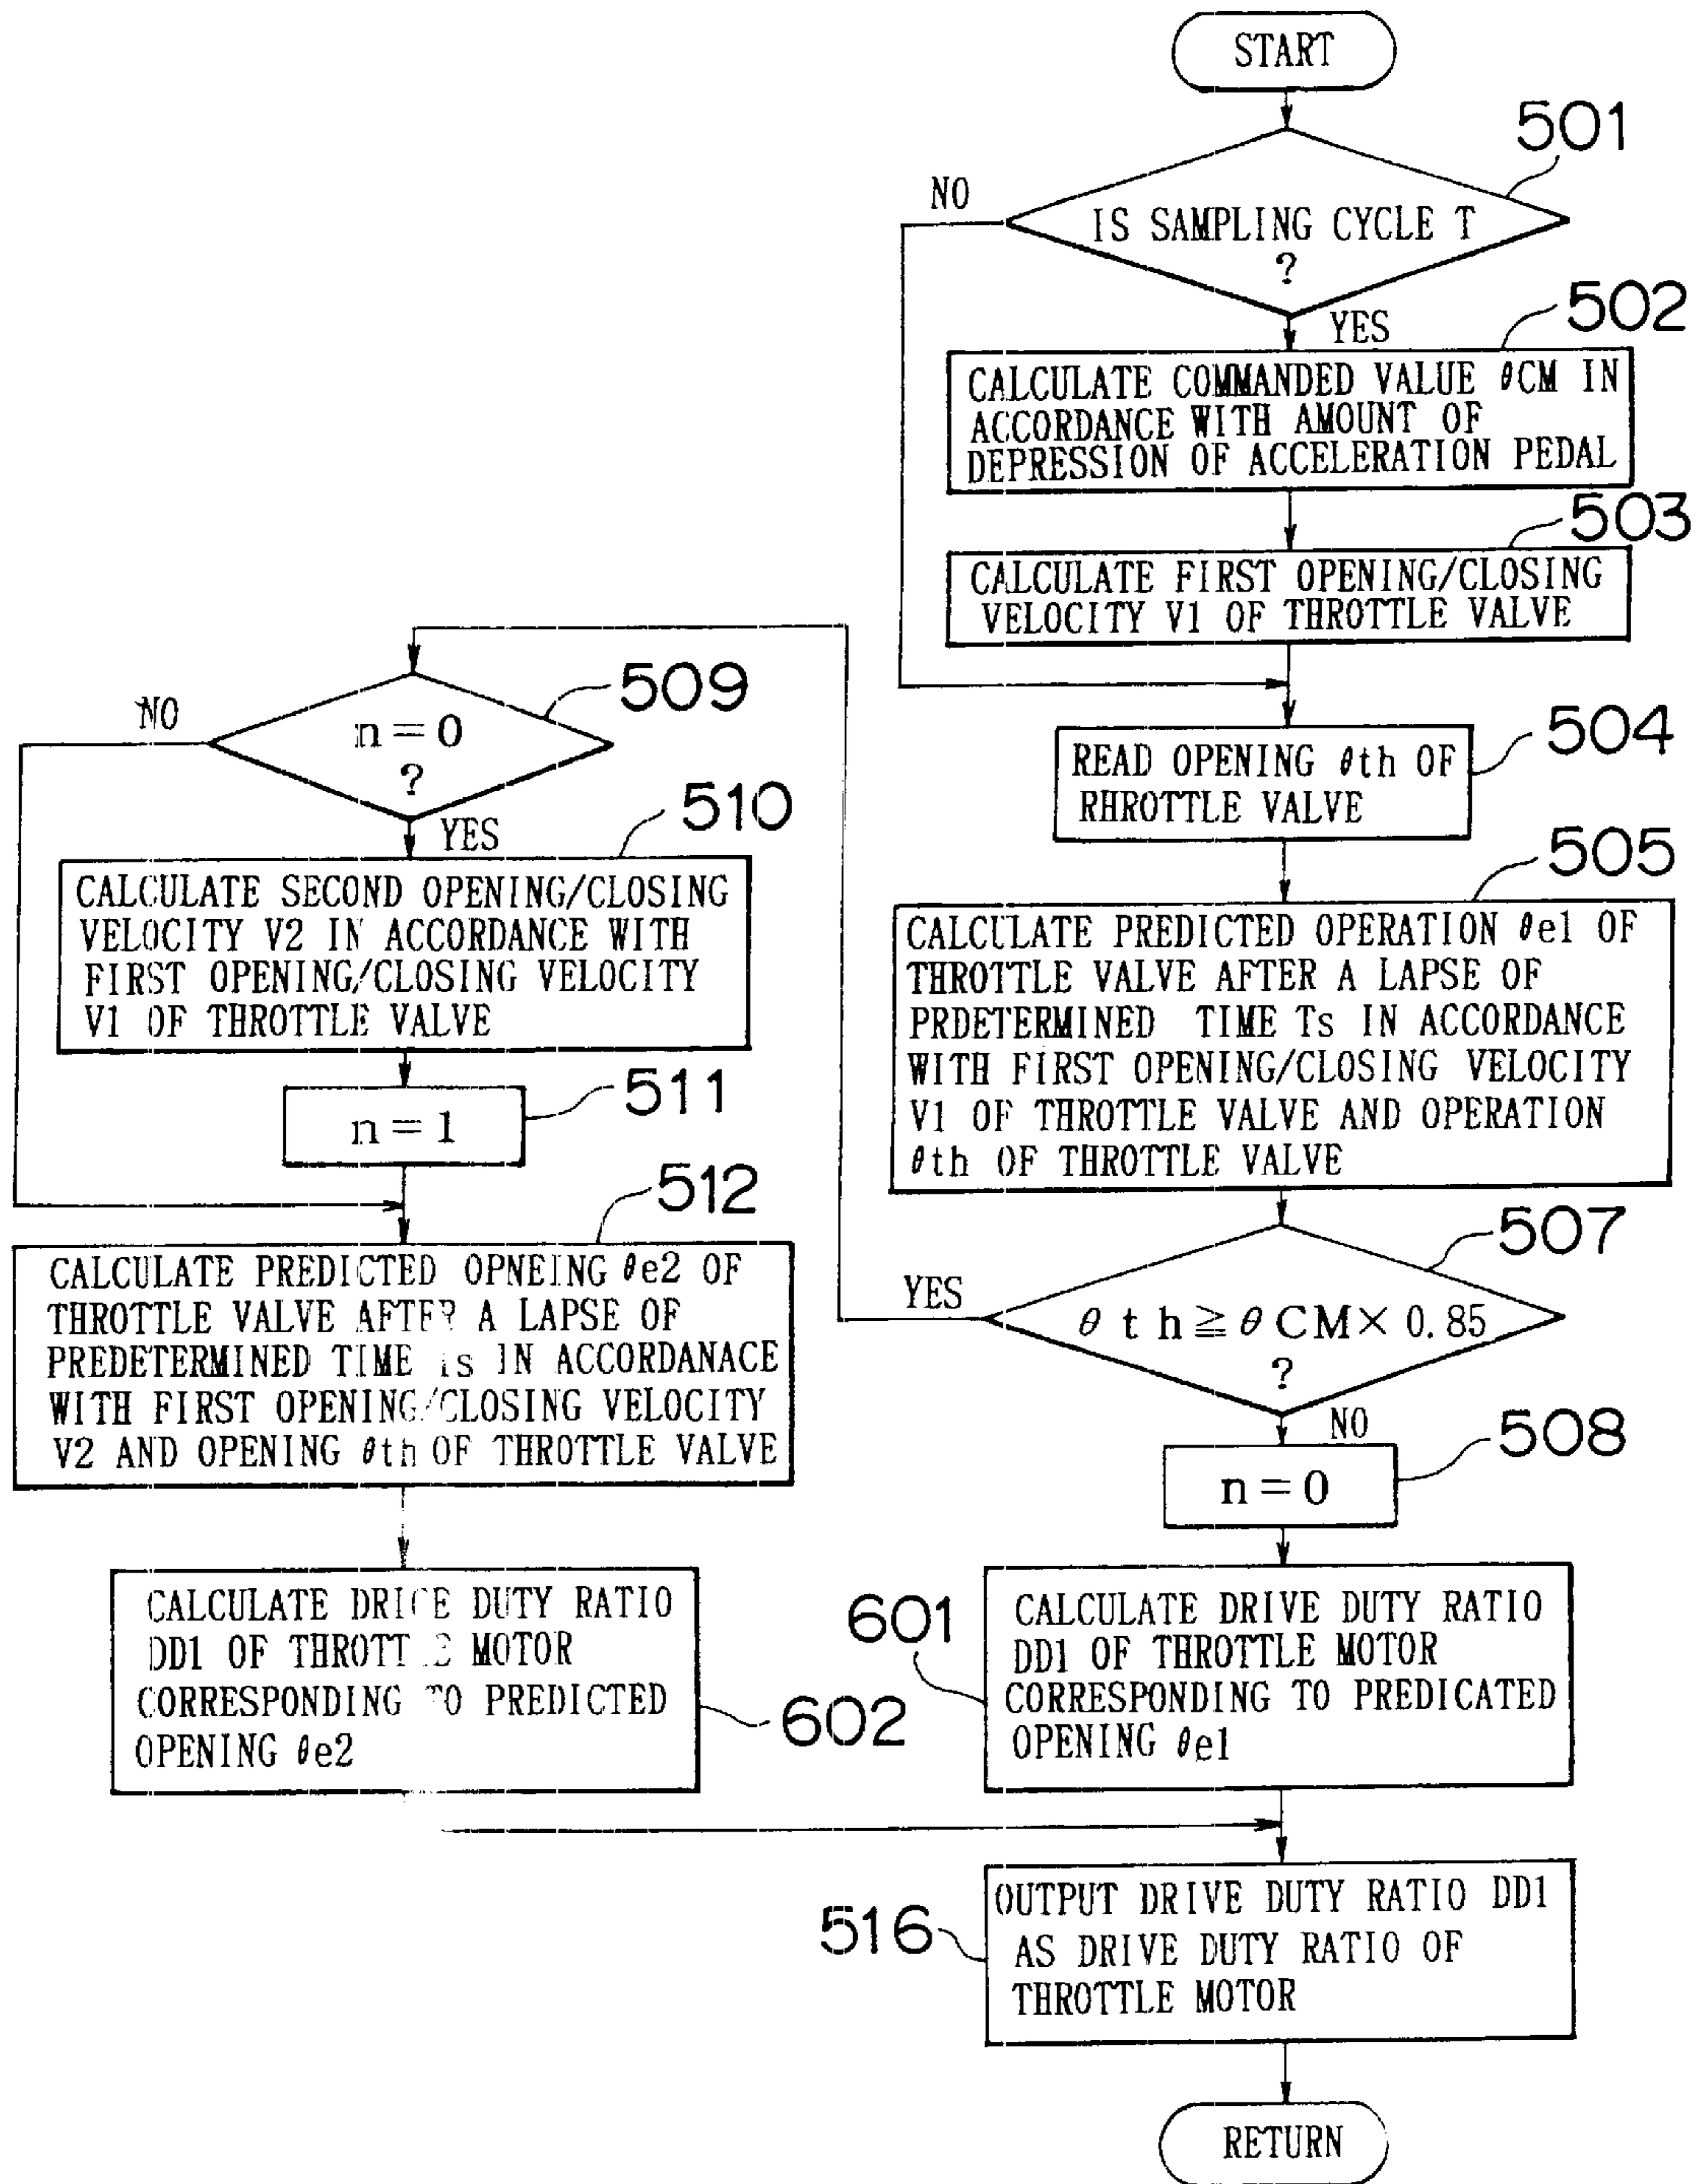 START
501
NO
IS SAMPLING CYCLE T
?
YES
502
CALCULATE COMMANDED VALUE θCM IN
ACCORDANCE WITH AMOUNT OF
DEPRESSION OF ACCELERATION PEDAL
503
CALCULATE FIRST OPENING/CLOSING
VELOCITY V1 OF THROTTLE VALVE
504
READ OPENING θth OF
RHROTTLE VALVE
505
CALCULATE PREDICTED OPERATION θe1 OF
THROTTLE VALVE AFTER A LAPSE OF
PRDETERMINED TIME Ts IN ACCORDANCE
WITH FIRST OPENING/CLOSING VELOCITY
V1 OF THROTTLE VALVE AND OPERATION
θth OF THROTTLE VALVE
507
YES
θ th ≧ θ CM × 0.85
?
NO
508
n = 0
601
CALCULATE DRIVE DUTY RATIO
DD1 OF THROTTLE MOTOR
CORRESPONDING TO PREDICATED
OPENING θe1
509
NO
n = 0
?
YES
510
CALCULATE SECOND OPENING/CLOSING
VELOCITY V2 IN ACCORDANCE WITH
FIRST OPENING/CLOSING VELOCITY
V1 OF THROTTLE VALVE
511
n = 1
512
CALCULATE PREDICTED OPNEING θe2 OF
THROTTLE VALVE AFTER A LAPSE OF
PREDETERMINED TIME Ts IN ACCORDANACE
WITH FIRST OPENING/CLOSING VELOCITY
V2 AND OPENING θth OF THROTTLE VALVE
602
CALCULATE DRICE DUTY RATIO
DD1 OF THROTTLE MOTOR
CORRESPONDING TO PREDICTED
OPENING θe2
516
OUTPUT DRIVE DUTY RATIO DD1
AS DRIVE DUTY RATIO OF
THROTTLE MOTOR
RETURN